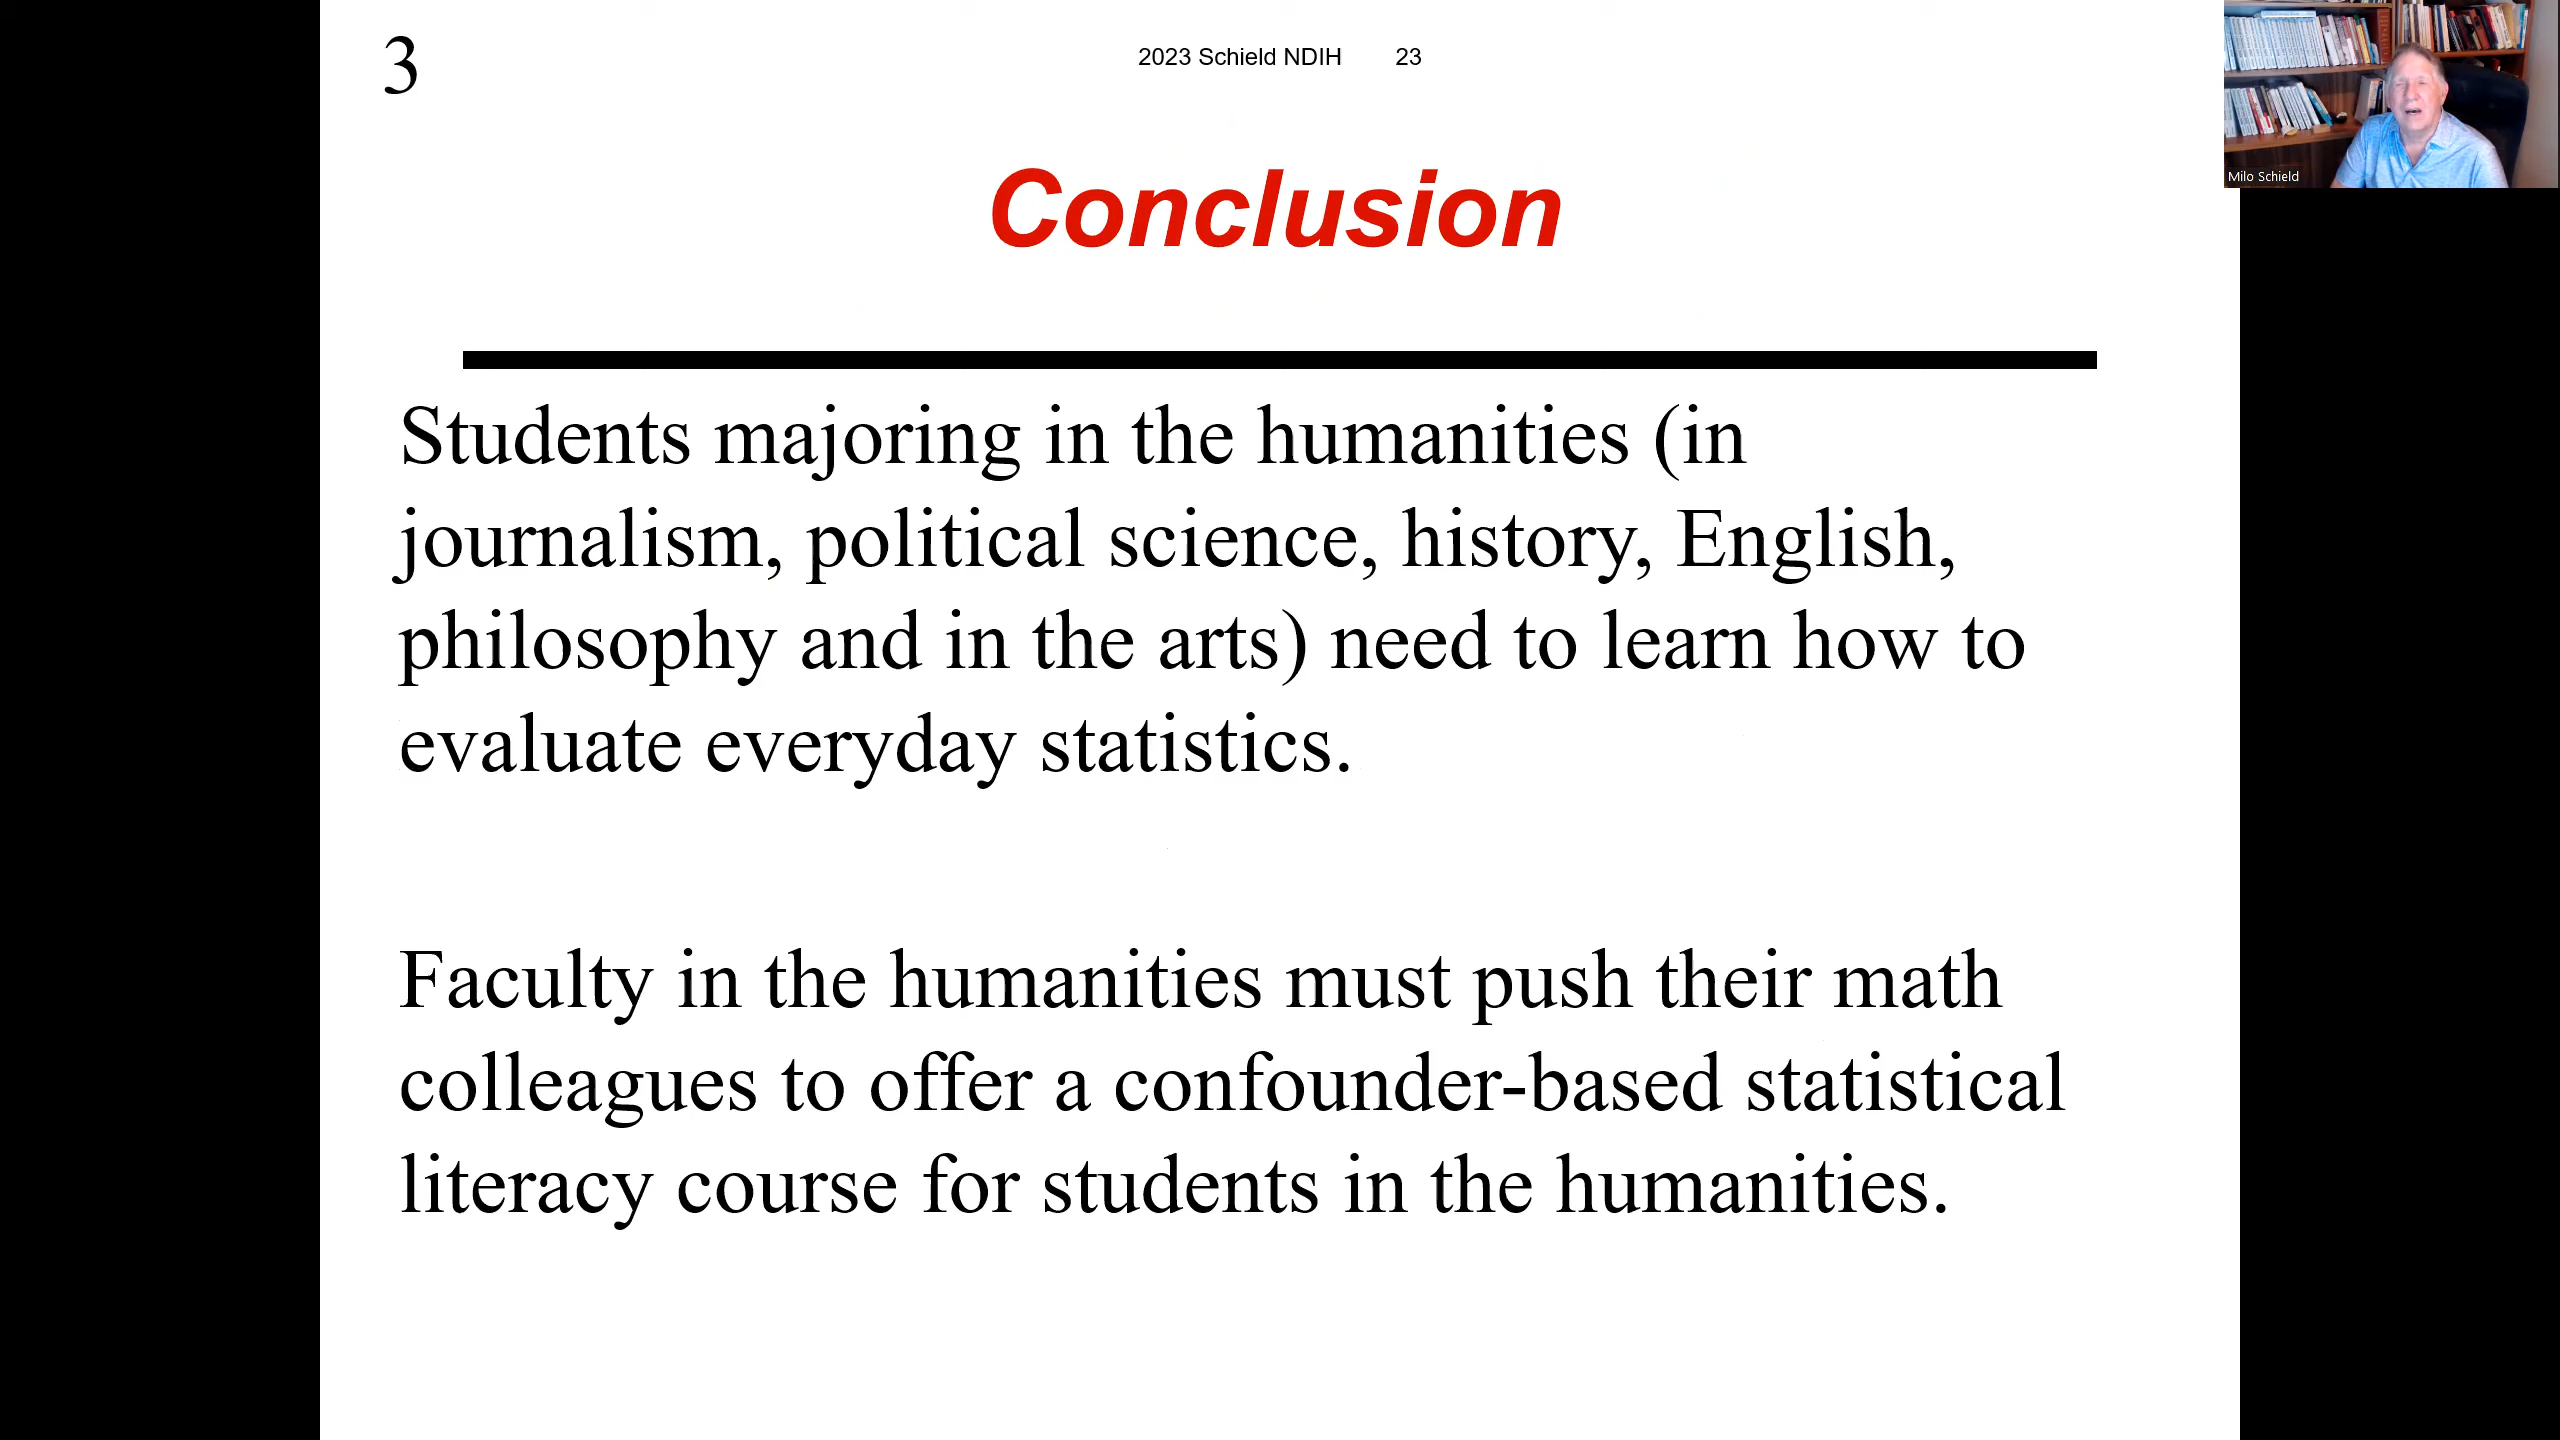 3
2023 Schield NDIH 23
Milo Schield
Conclusion
Students majoring in the humanities (in
journalism, political science, history, English,
philosophy and in the arts) need to learn how to
evaluate everyday statistics.
Faculty in the humanities must push their math
colleagues to offer a confounder-based statistical
literacy course for students in the humanities.